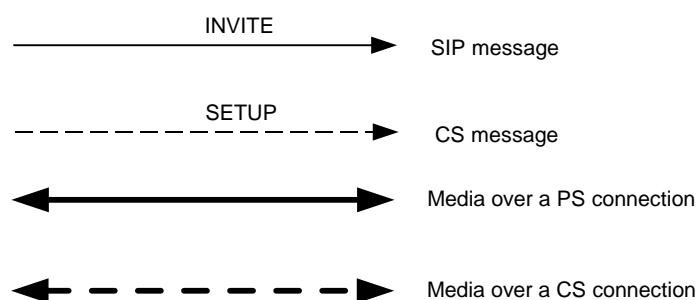 INVITE
SIP message
SETUP
CS message
Media over a PS connection
Media over a CS connection